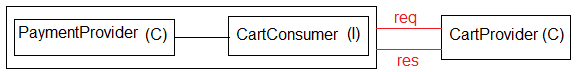 req
PaymentProvider (C)
CartConsumer (I)
CartProvider (C)
res